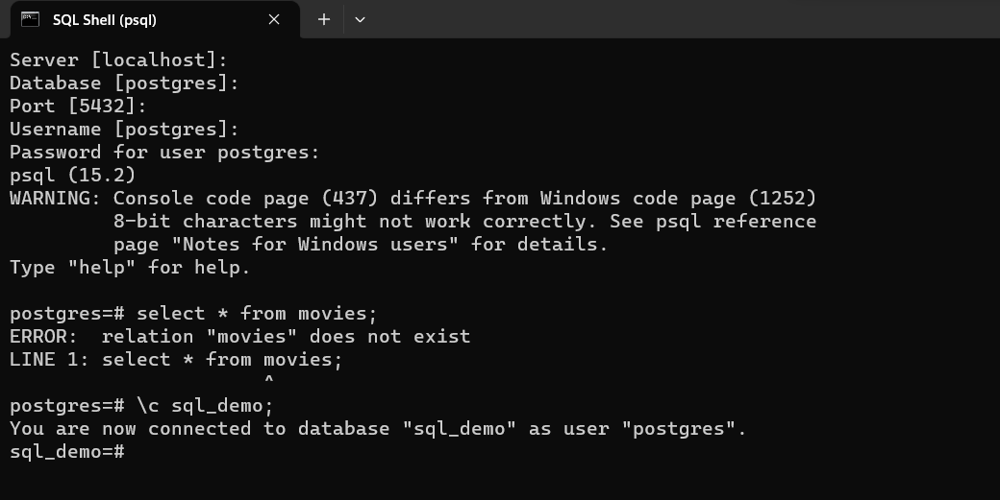 SQL Shell (psql)
Server [localhost]:
Database [postgres]:
Port [5432]:
Username [postgres]:
Password for user postgres:
psql (15.2)
WARNING: Console code page (437) differs from Windows code page (1252)
         8-bit characters might not work correctly. See psql reference
         page "Notes for Windows users" for details.
Type "help" for help.

postgres=# select * from movies;
ERROR:  relation "movies" does not exist
LINE 1: select * from movies;
                      ^
postgres=# \c sql_demo;
You are now connected to database "sql_demo" as user "postgres".
sql_demo=#